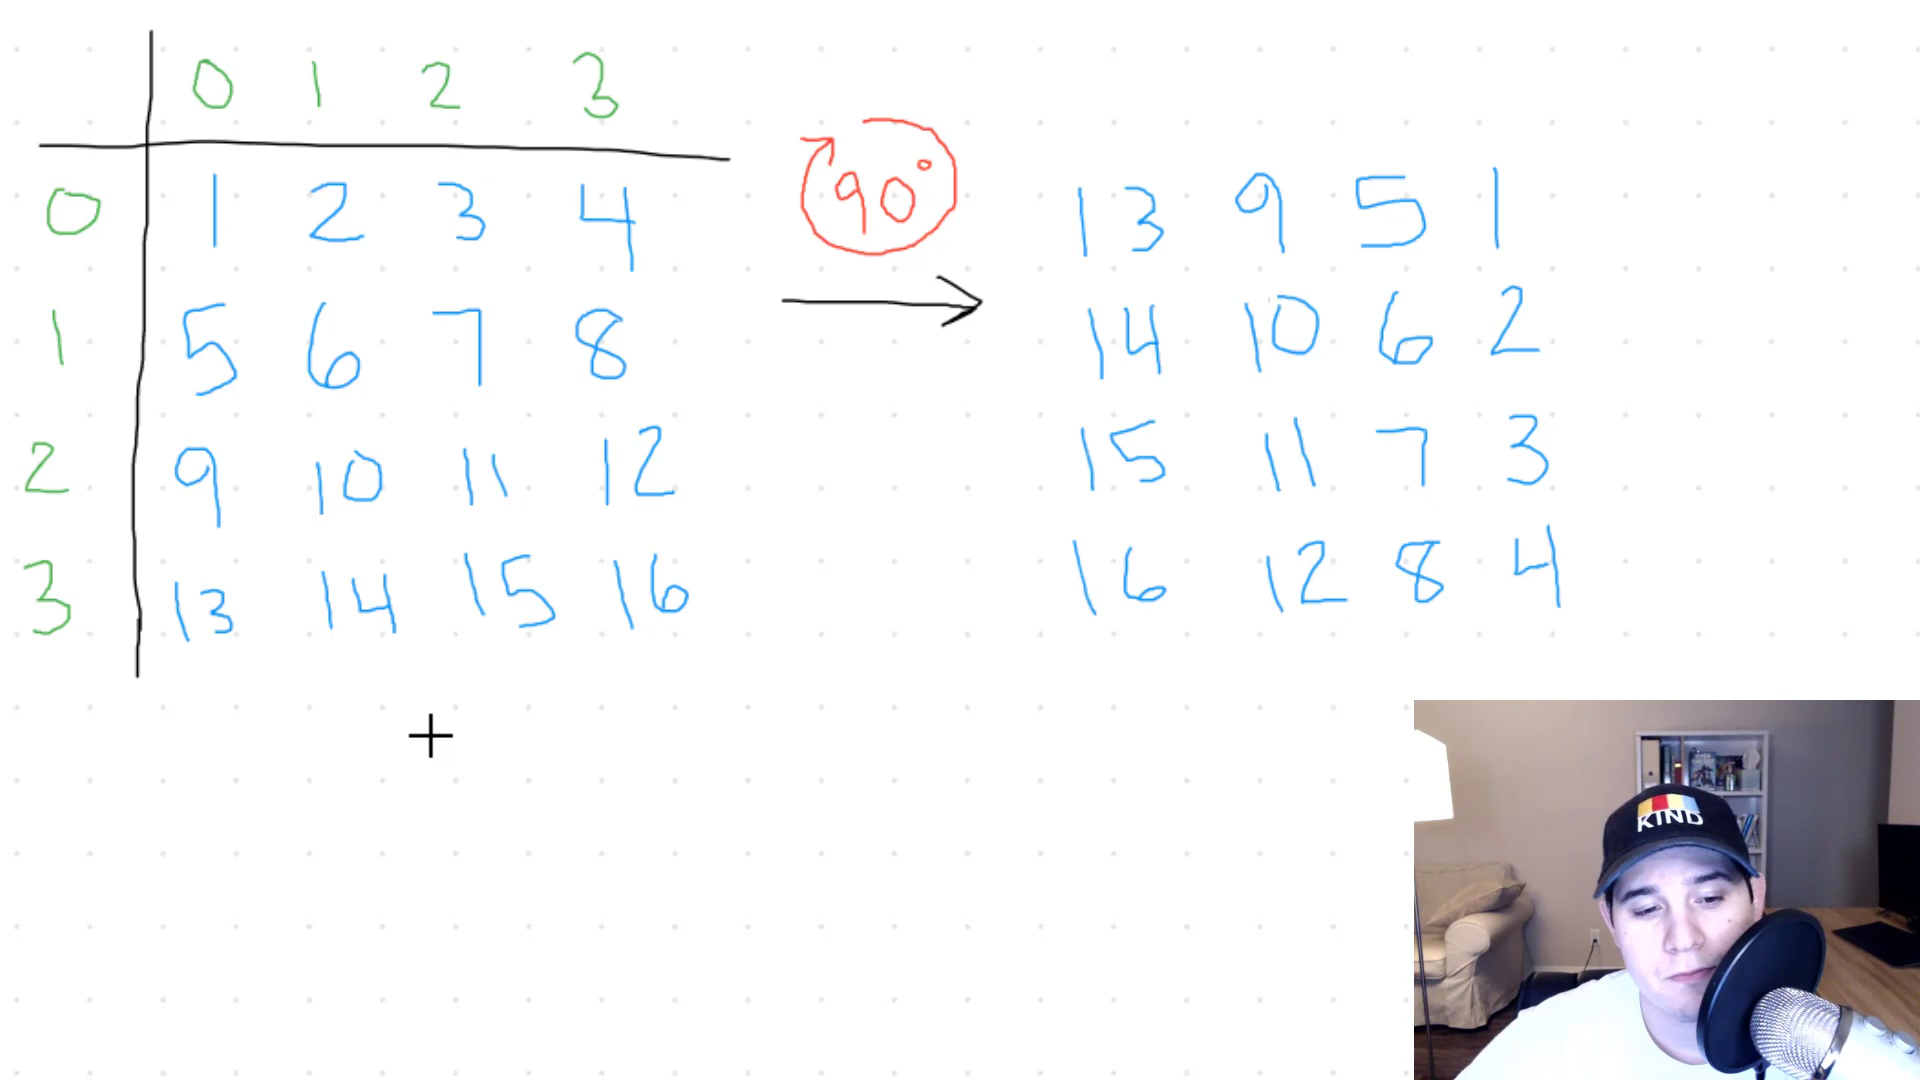 0 1 2 3
0 1 2 3 4
1 5 6 7 8
2 9 10 11 12
3 13 14 15 16
90°
13 9 5 1
14 10 6 2
15 11 7 3
16 12 8 4
KIND